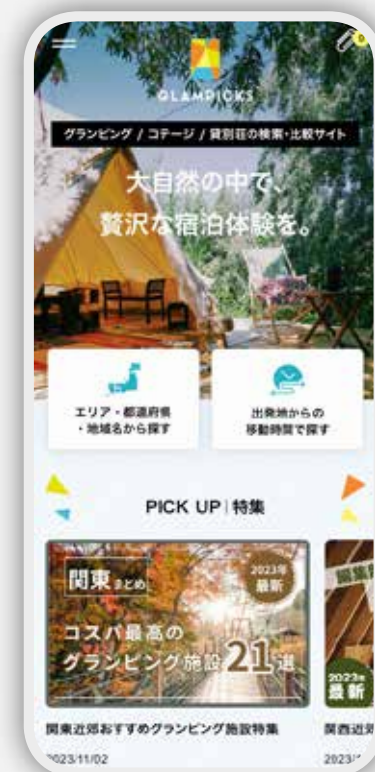 0
GLAMPICKS
グランピング / コテージ / 貸別荘の検索・比較サイト
大自然の中で、
贅沢な宿泊体験を。
エリア・都道府県
・地域名から探す
出発地からの
移動時間で探す
PICK UP | 特集
関東まとめ
2023年
最新
コスパ最高の
グランピング施設21選
2023年
最新
関東近郊おすすめグランピング施設特集
関西近郊
2023/11/02
2023/